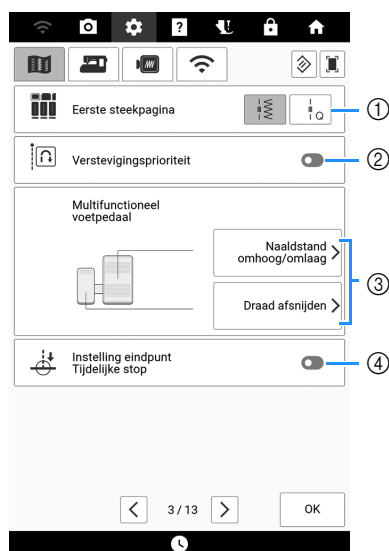 ?
Eerste steekpagina
Q
①
Verstevigingsprioriteit
②
Multifunctioneel
voetpedaal
Naaldstand
omhoog/omlaag
③
Draad afsnijden
Instelling eindpunt
Tijdelijke stop
④
3 / 13
OK